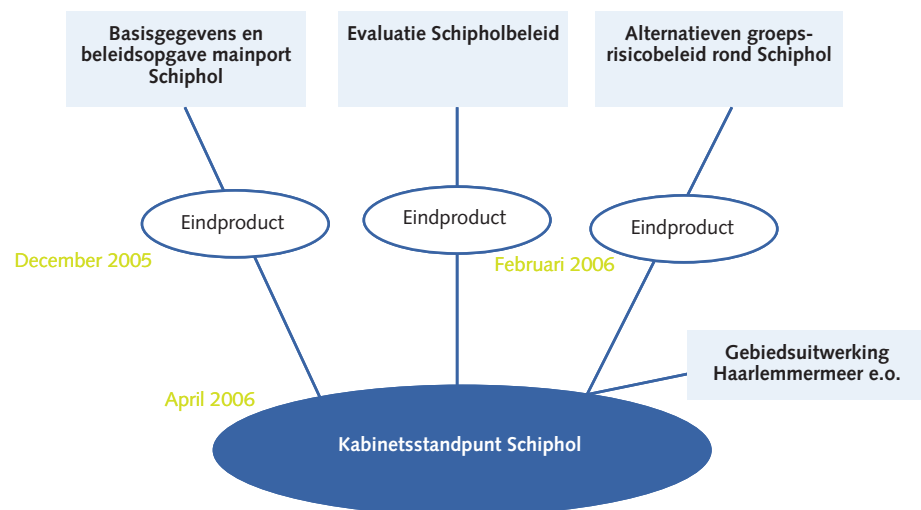 Basisgegevens en
beleidsopgave mainport
Schiphol
Evaluatie Schipholbeleid
Alternatieven groeps-
risicobeleid rond Schiphol
Eindproduct
Eindproduct
Eindproduct
December 2005
Februari 2006
Gebiedsuitwerking
Haarlemmermeer e.o.
April 2006
Kabinetsstandpunt Schiphol